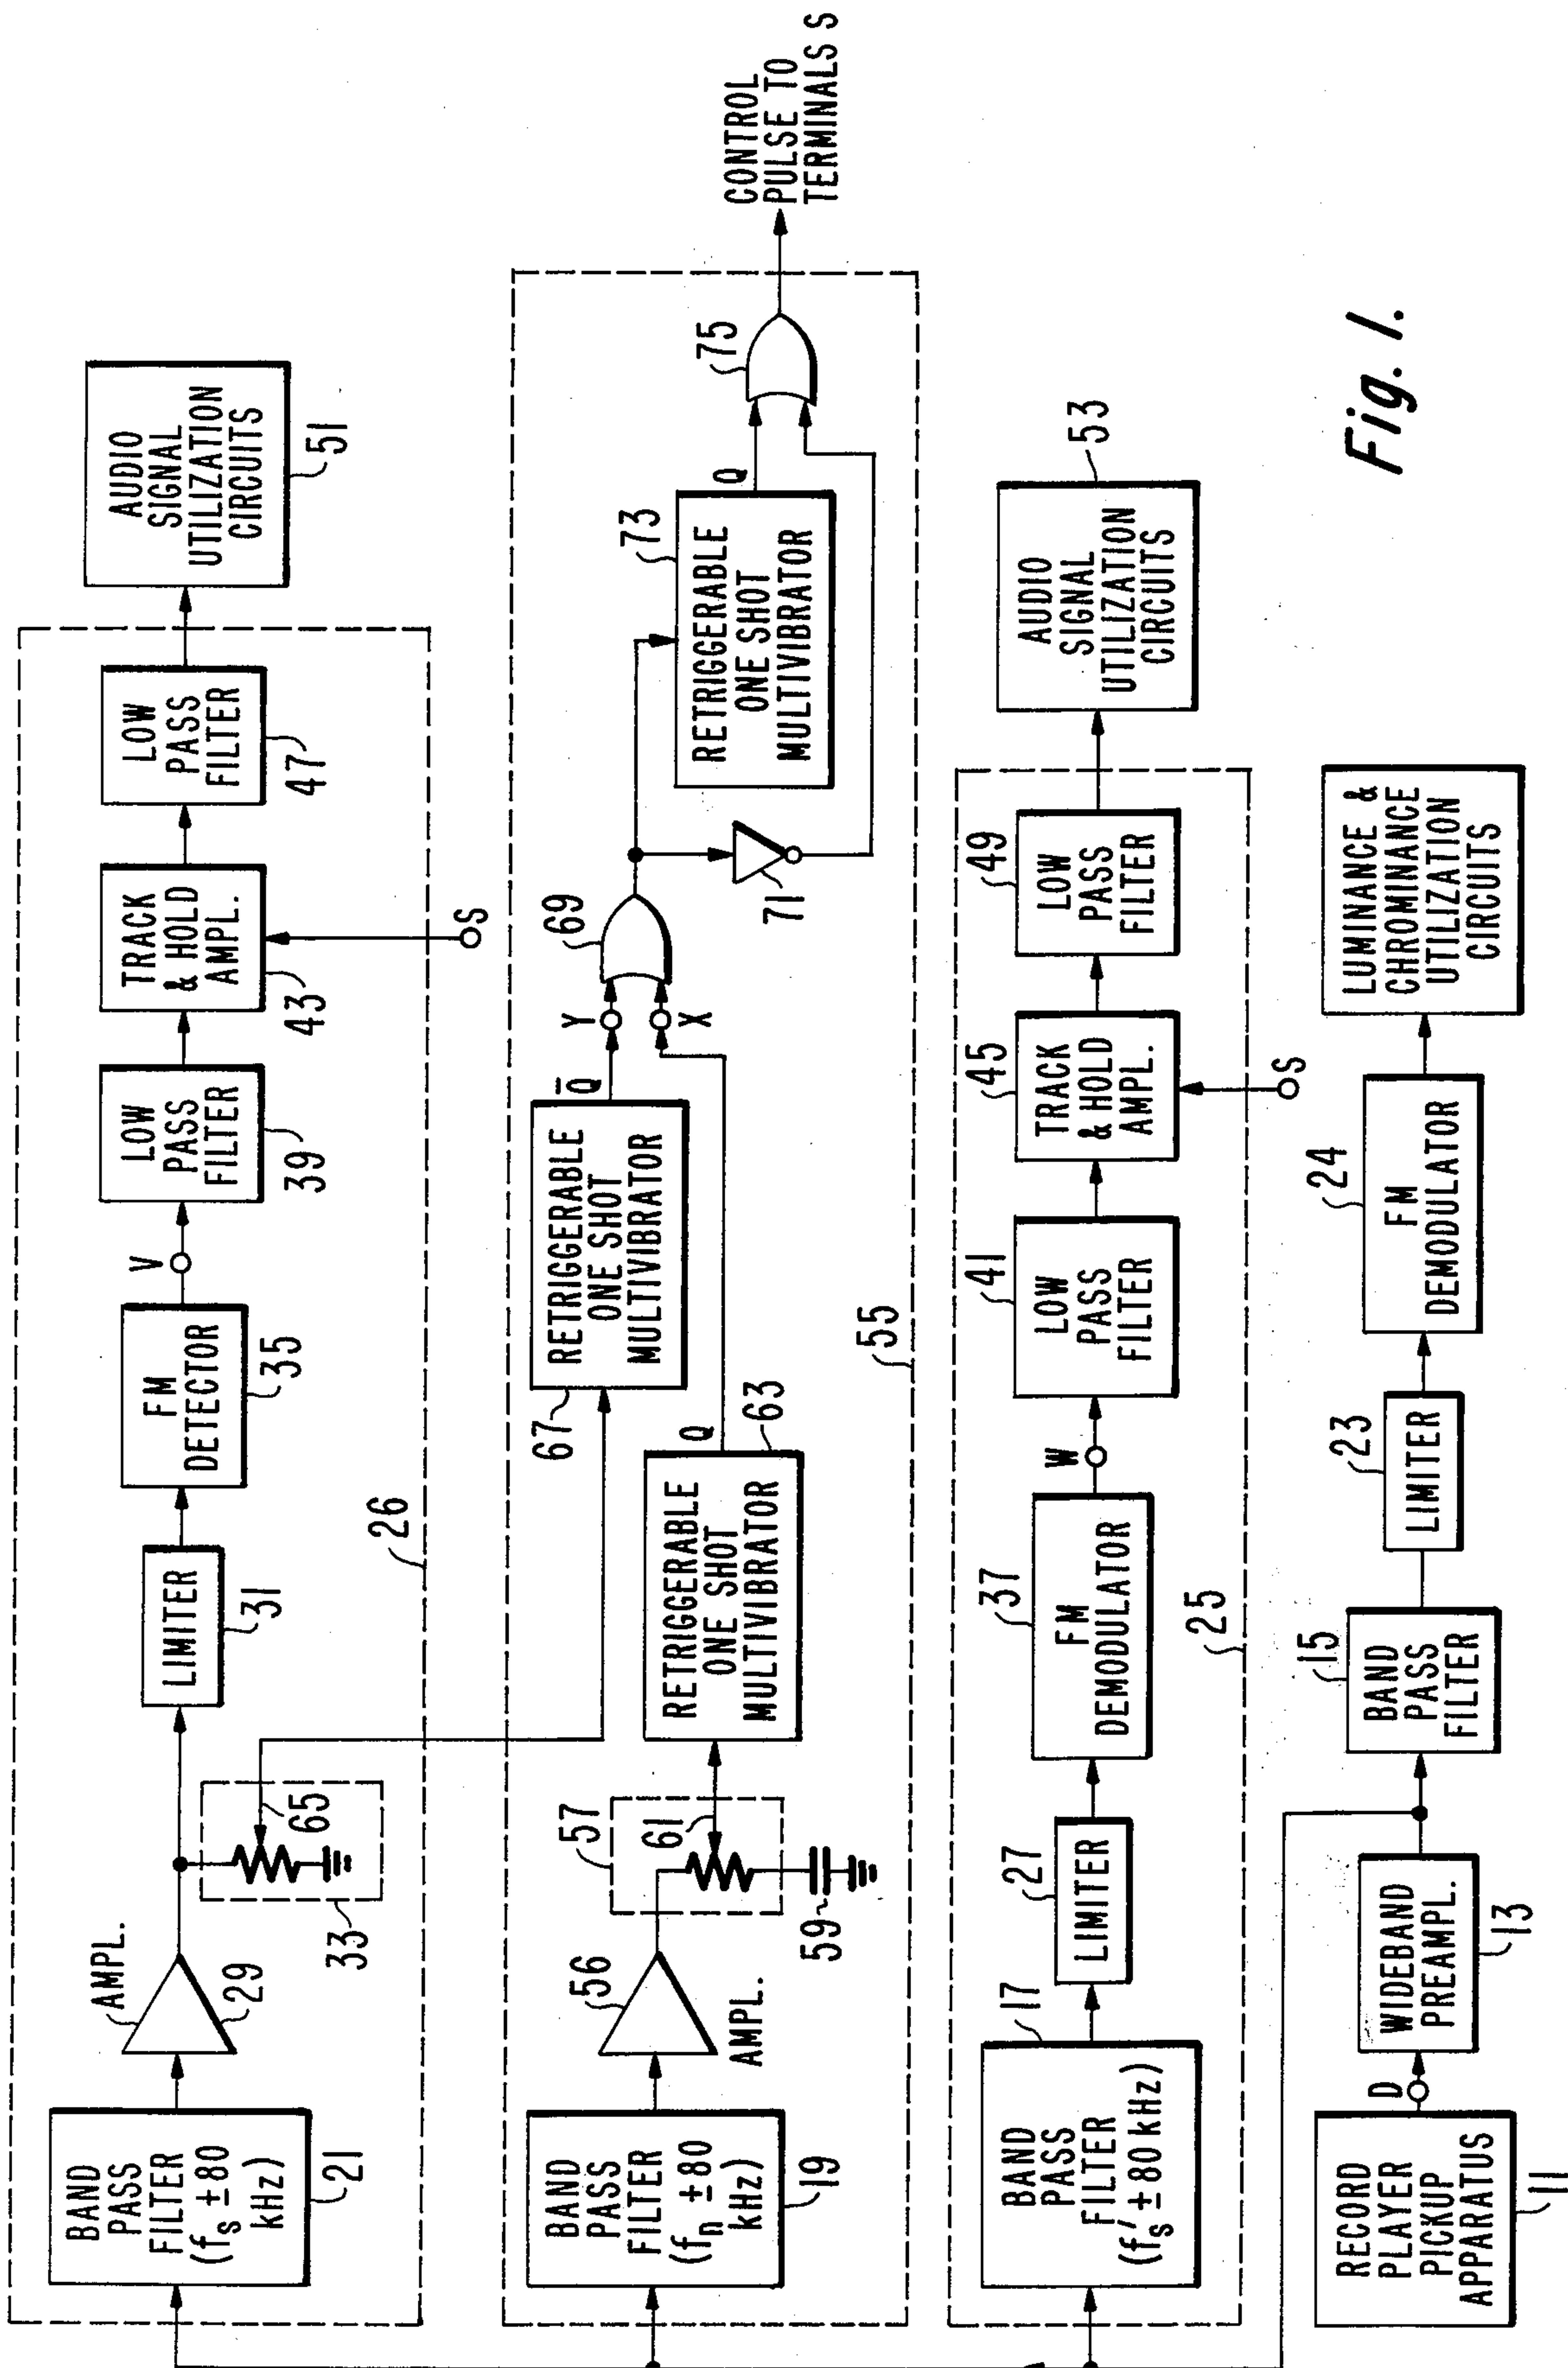 BAND
PASS
FILTER
(fs ±80
kHz)
21
AMPL.
29
33
65
LIMITER
31
FM
DETECTOR
35
V
LOW
PASS
FILTER
39
TRACK
& HOLD
AMPL.
43
S
LOW
PASS
FILTER
47
AUDIO
SIGNAL
UTILIZATION
CIRCUITS
51
26
BAND
PASS
FILTER
(fn ±80
kHz)
19
56
AMPL.
57
61
59
RETRIGGERABLE
ONE SHOT
MULTIVIBRATOR
63
Q
RETRIGGERABLE
ONE SHOT
MULTIVIBRATOR
67
Q̅
Y
X
69
71
RETRIGGERABLE
ONE SHOT
MULTIVIBRATOR
73
Q
75
CONTROL
PULSE TO
TERMINALS S
55
BAND
PASS
FILTER
(fs' ±80 kHz)
17
LIMITER
27
FM
DEMODULATOR
37
W
LOW
PASS
FILTER
41
TRACK
& HOLD
AMPL.
45
S
LOW
PASS
FILTER
49
AUDIO
SIGNAL
UTILIZATION
CIRCUITS
53
25
RECORD
PLAYER
PICKUP
APPARATUS
11
D
WIDEBAND
PREAMPL.
13
BAND
PASS
FILTER
15
LIMITER
23
FM
DEMODULATOR
24
LUMINANCE &
CHROMINANCE
UTILIZATION
CIRCUITS
Fig. 1.